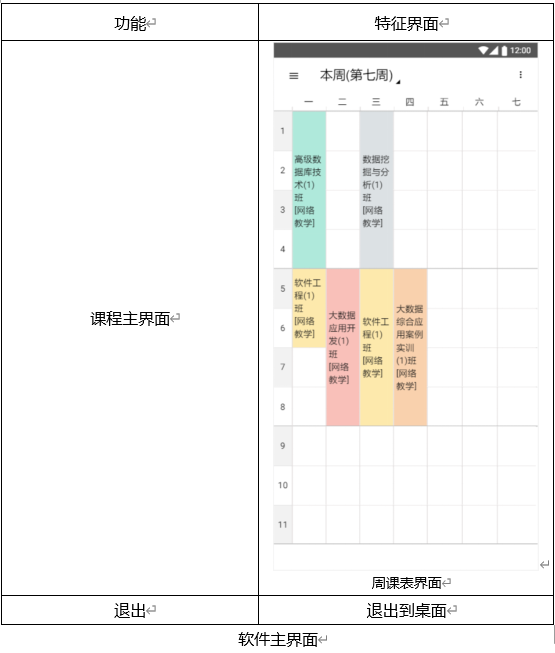 功能
特征界面
12:00
本周(第七周)
一 二 三 四 五 六 七
1
2
3
4
5
6
7
8
9
10
11
高级数
据库技
术(1)
班
[网络
教学]
数据挖
掘与分
析(1)
班
[网络
教学]
软件工
程(1)
班
[网络
教学]
大数据
应用开
发(1)
班
[网络
教学]
软件工
程(1)
班
[网络
教学]
大数据
综合应
用案例
实训
(1)班
[网络
教学]
课程主界面
周课表界面
退出
退出到桌面
软件主界面